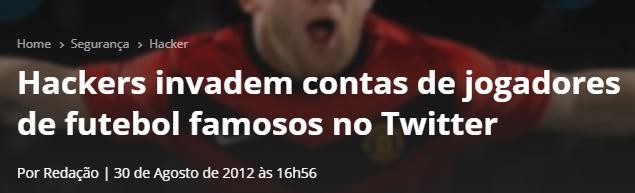 Home > Segurança > Hacker
Hackers invadem contas de jogadores
de futebol famosos no Twitter
Por Redação | 30 de Agosto de 2012 às 16h56